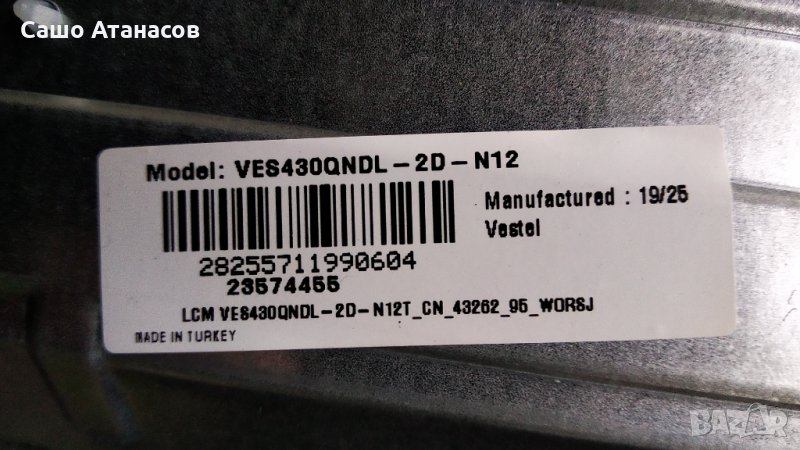 Сашо Атанасов
Model: VES430QNDL-2D-N12
Manufactured : 19/25
Vestel
28255711990604
23574455
LCM VES430QNDL-2D-N12T_CN_43262_95_WORSJ
MADE IN TURKEY
BAZAR